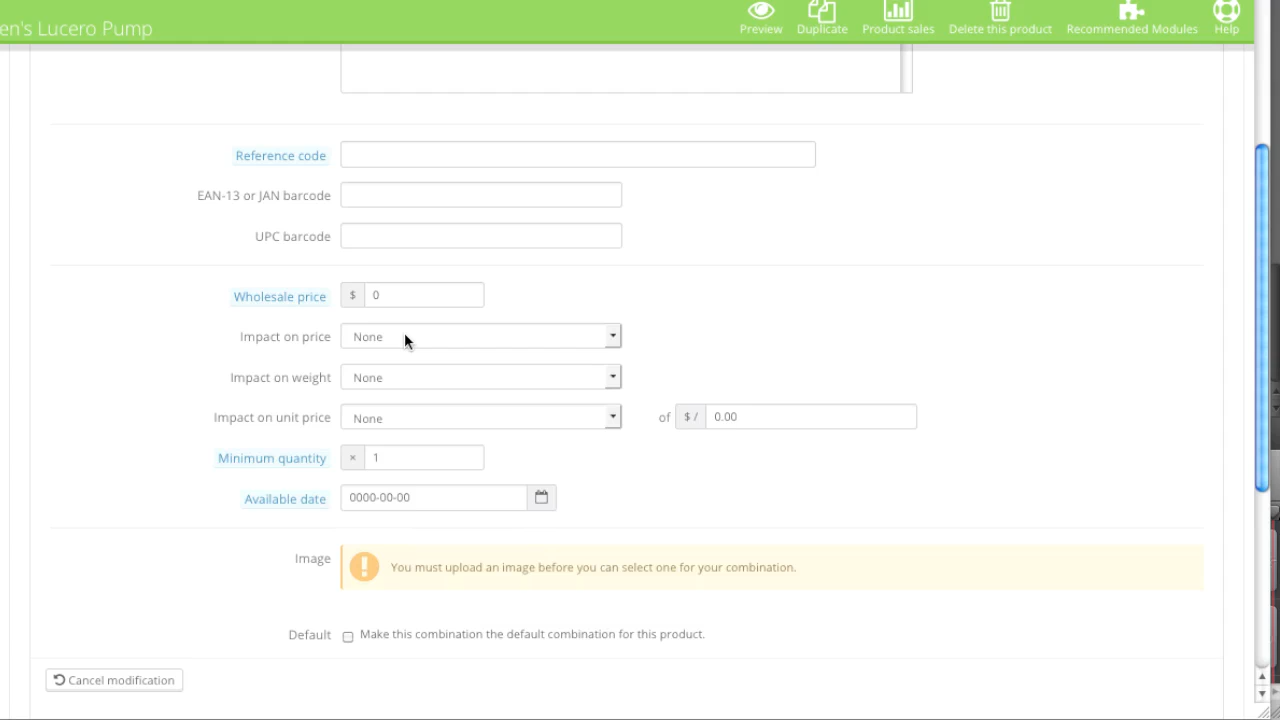 en's Lucero Pump
Preview Duplicate Product sales Delete this product Recommended Modules Help
Reference code
EAN-13 or JAN barcode
UPC barcode
Wholesale price $ 0
Impact on price None
Impact on weight None
Impact on unit price None of $ / 0.00
Minimum quantity × 1
Available date 0000-00-00
Image You must upload an image before you can select one for your combination.
Default Make this combination the default combination for this product.
Cancel modification